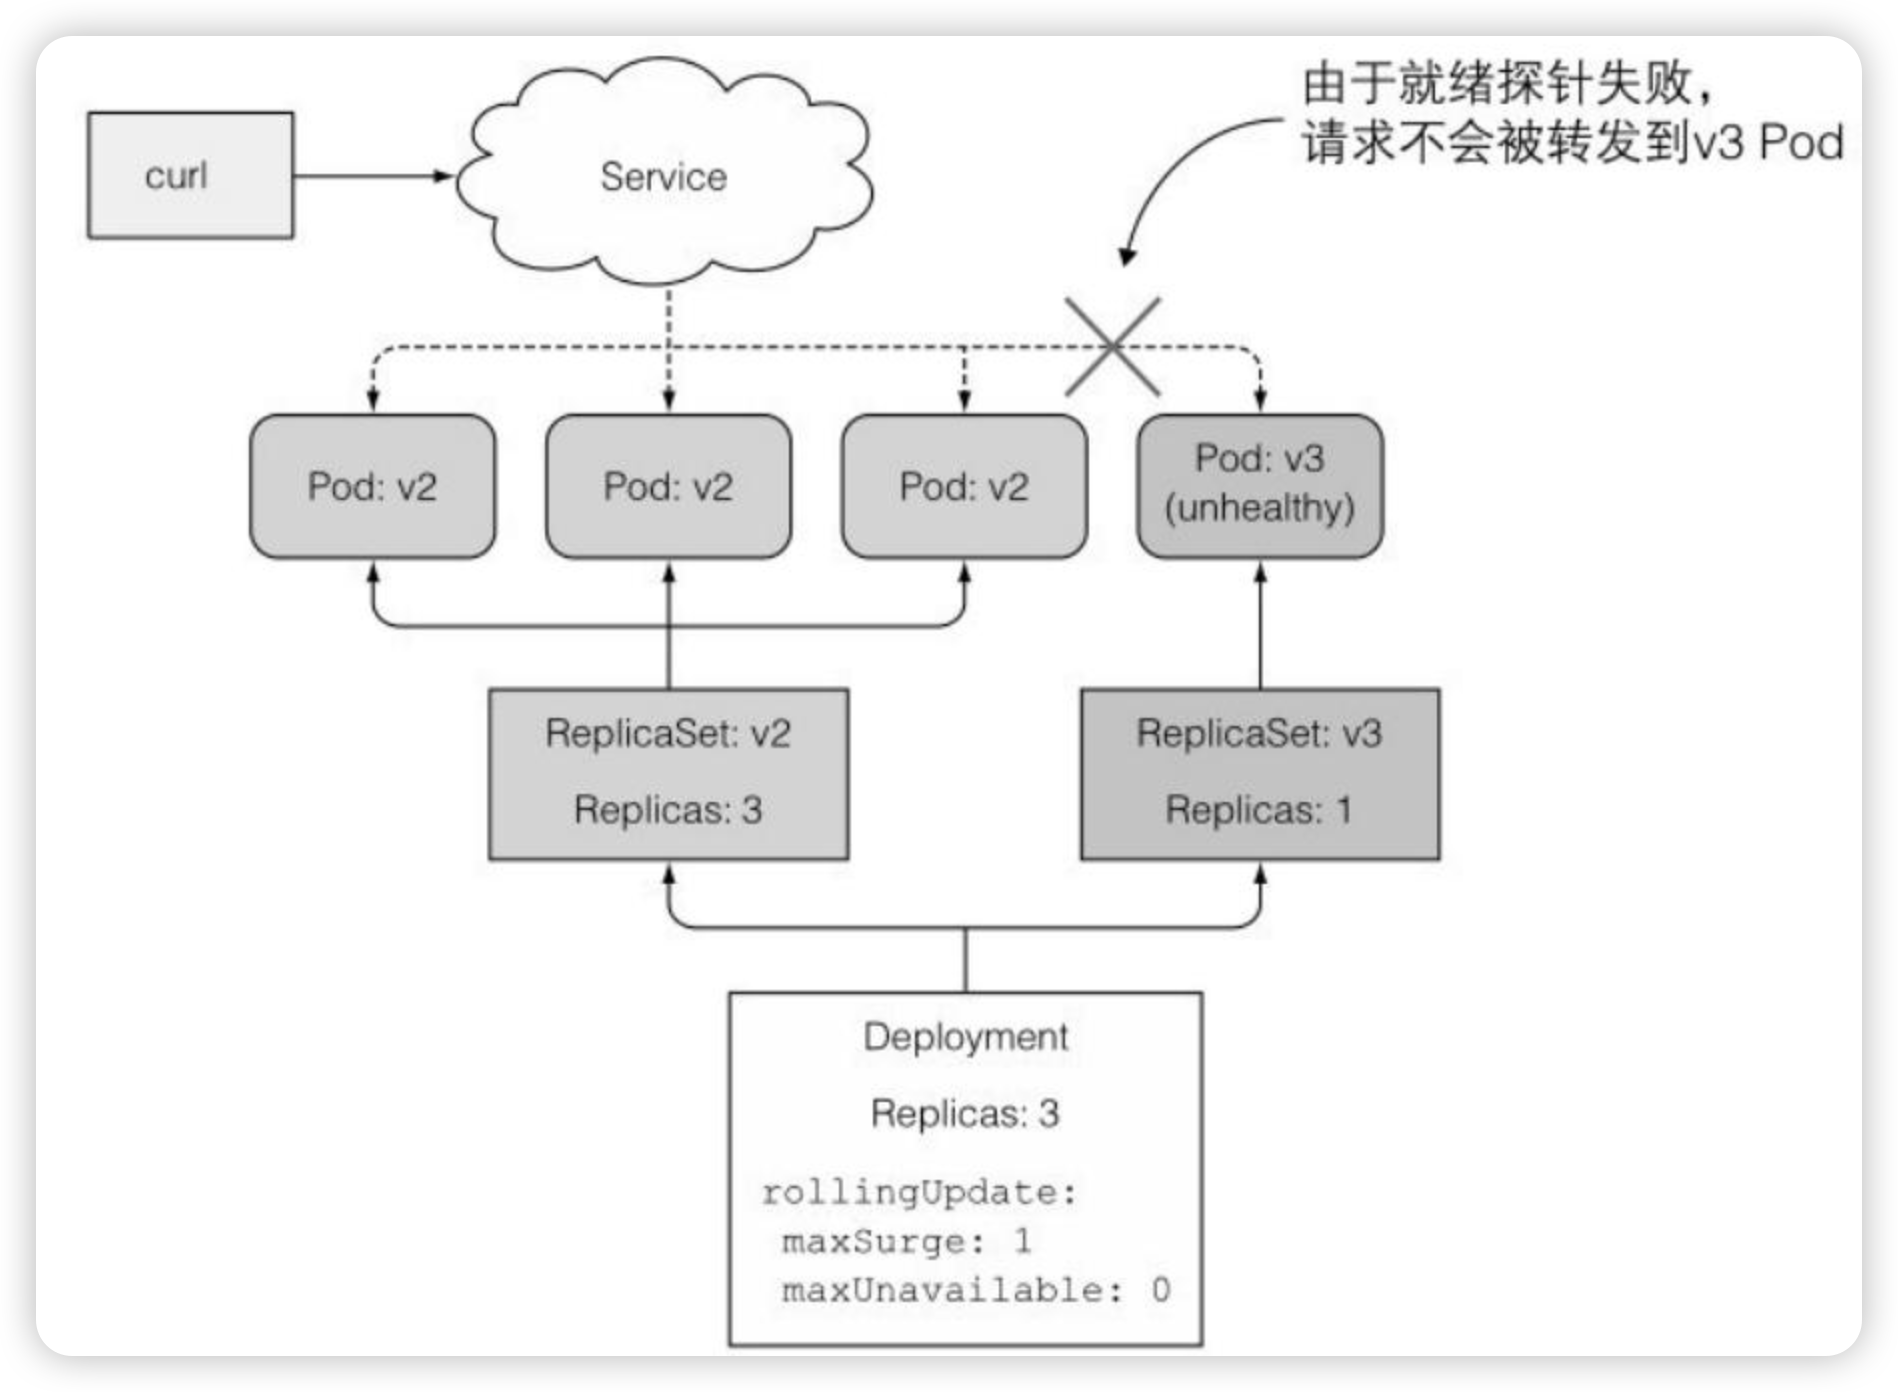 由于就绪探针失败，
请求不会被转发到v3 Pod
curl
Service
Pod: v2
Pod: v2
Pod: v2
Pod: v3
(unhealthy)
ReplicaSet: v2
Replicas: 3
ReplicaSet: v3
Replicas: 1
Deployment
Replicas: 3
rollingUpdate:
maxSurge: 1
maxUnavailable: 0